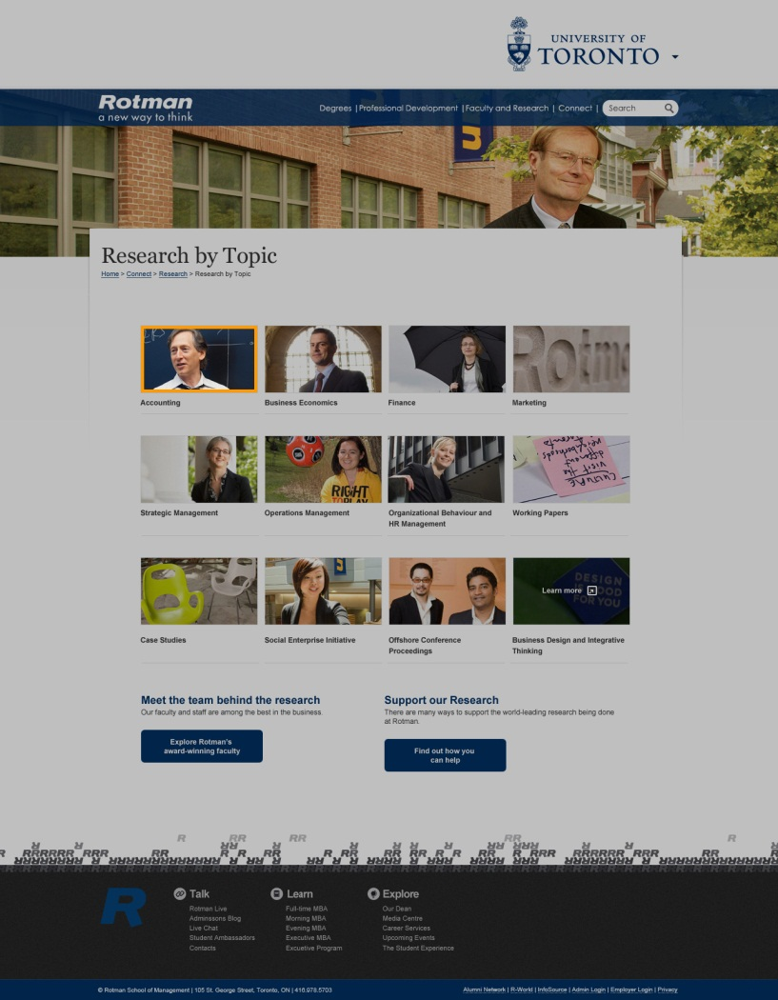 UNIVERSITY OF
TORONTO
Rotman
a new way to think
Degrees | Professional Development | Faculty and Research | Connect |
Search
Research by Topic
Home > Connect > Research > Research by Topic
Accounting
Business Economics
Finance
Rotm
Marketing
Strategic Management
RIGHT
TO PLAY
Operations Management
Organizational Behaviour and
HR Management
neighborhoods
different
visit the
CULTURE
Working Papers
Case Studies
Social Enterprise Initiative
Offshore Conference
Proceedings
DESIGN
IS GOOD
FOR YOU
Learn more
Business Design and Integrative
Thinking
Meet the team behind the research
Our faculty and staff are among the best in the business.
Explore Rotman's
award-winning faculty
Support our Research
There are many ways to support the world-leading research being done
at Rotman.
Find out how you
can help
R
Talk
Rotman Live
Adminssons Blog
Live Chat
Student Ambassadors
Contacts
Learn
Full-time MBA
Morning MBA
Evening MBA
Executive MBA
Excuetive Program
Explore
Our Dean
Media Centre
Career Services
Upcoming Events
The Student Experience
© Rotman School of Management | 105 St. George Street, Toronto, ON | 416.978.5703
Alumni Network | R-World | InfoSource | Admin Login | Employer Login | Privacy